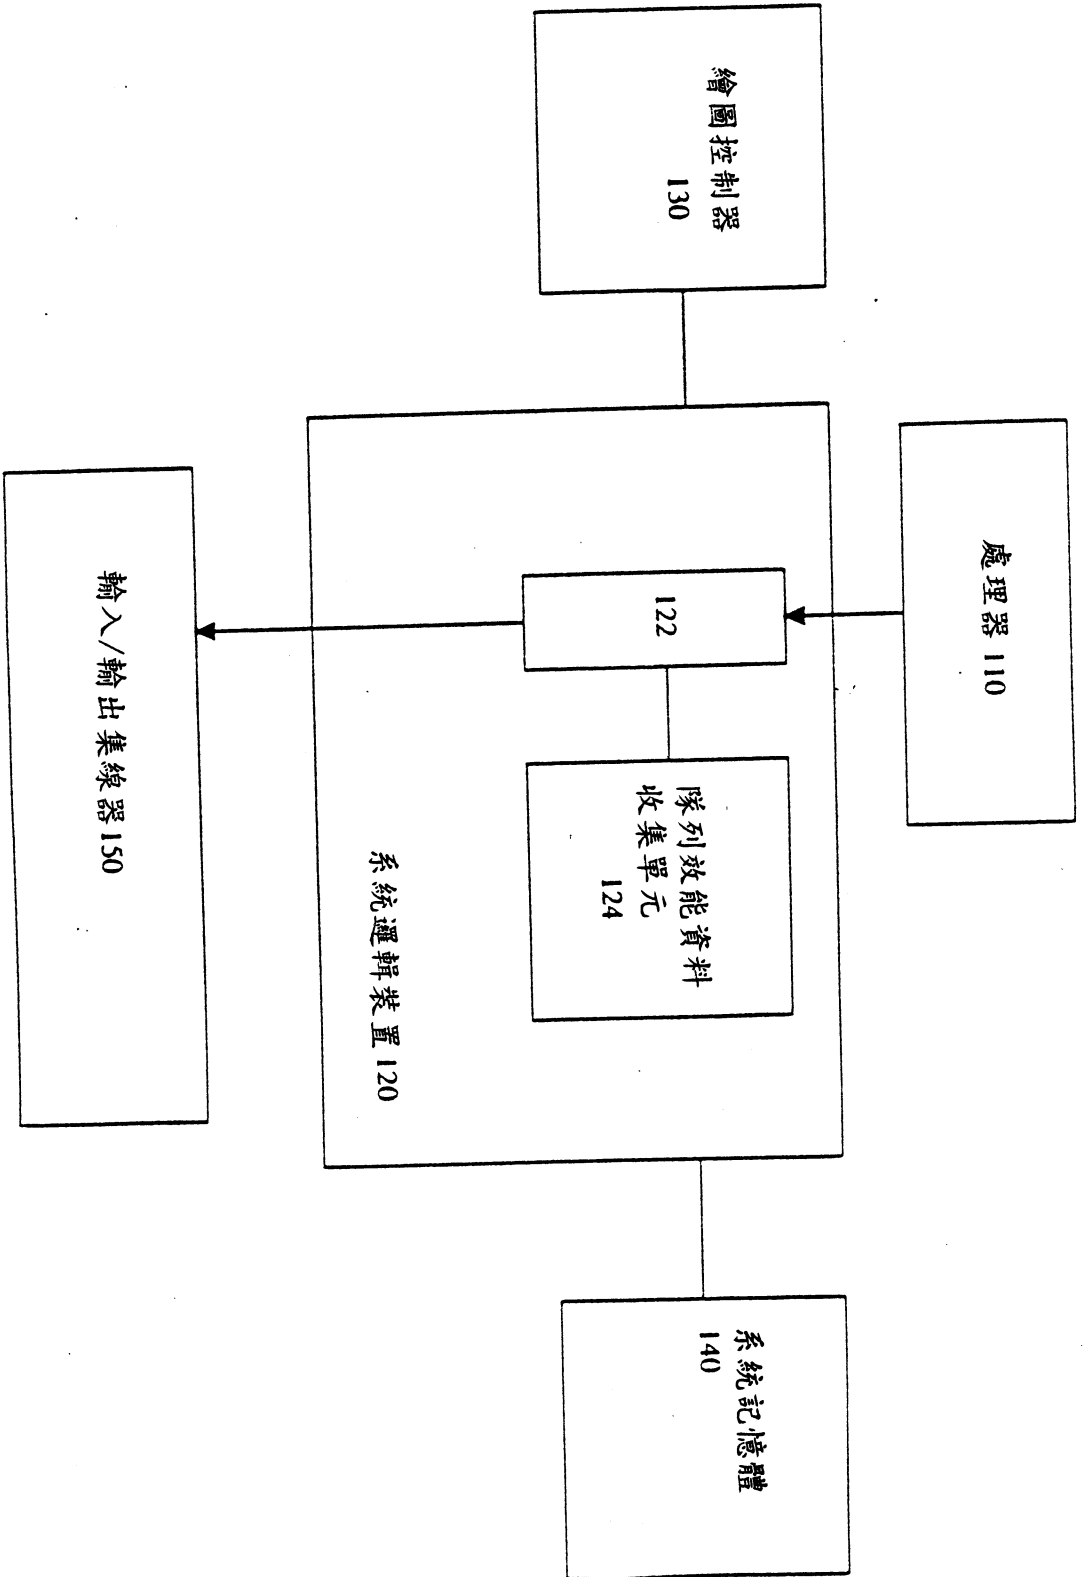 處理器 110
繪圖控制器
130
122
隊列效能資料
收集單元
124
系統邏輯裝置 120
系統記憶體
140
輸入/輸出集線器 150